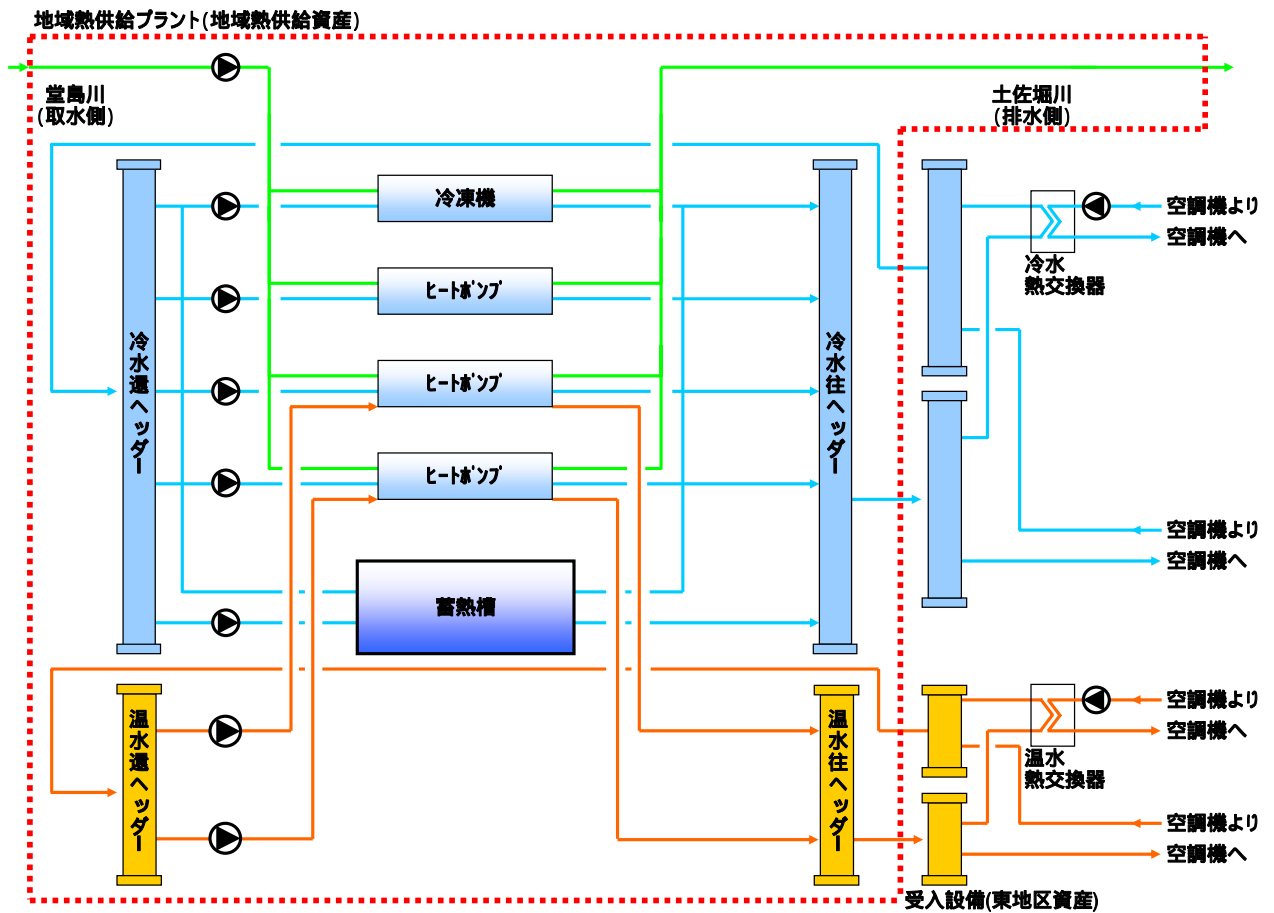 地域熱供給プラント(地域熱供給資産)
堂島川
(取水側)
土佐堀川
(排水側)
冷凍機
ヒートポンプ
ヒートポンプ
ヒートポンプ
蓄熱槽
冷水還ヘッダー
冷水往ヘッダー
温水還ヘッダー
温水往ヘッダー
空調機より
空調機へ
冷水
熱交換器
空調機より
空調機へ
空調機より
空調機へ
温水
熱交換器
空調機より
空調機へ
受入設備(東地区資産)